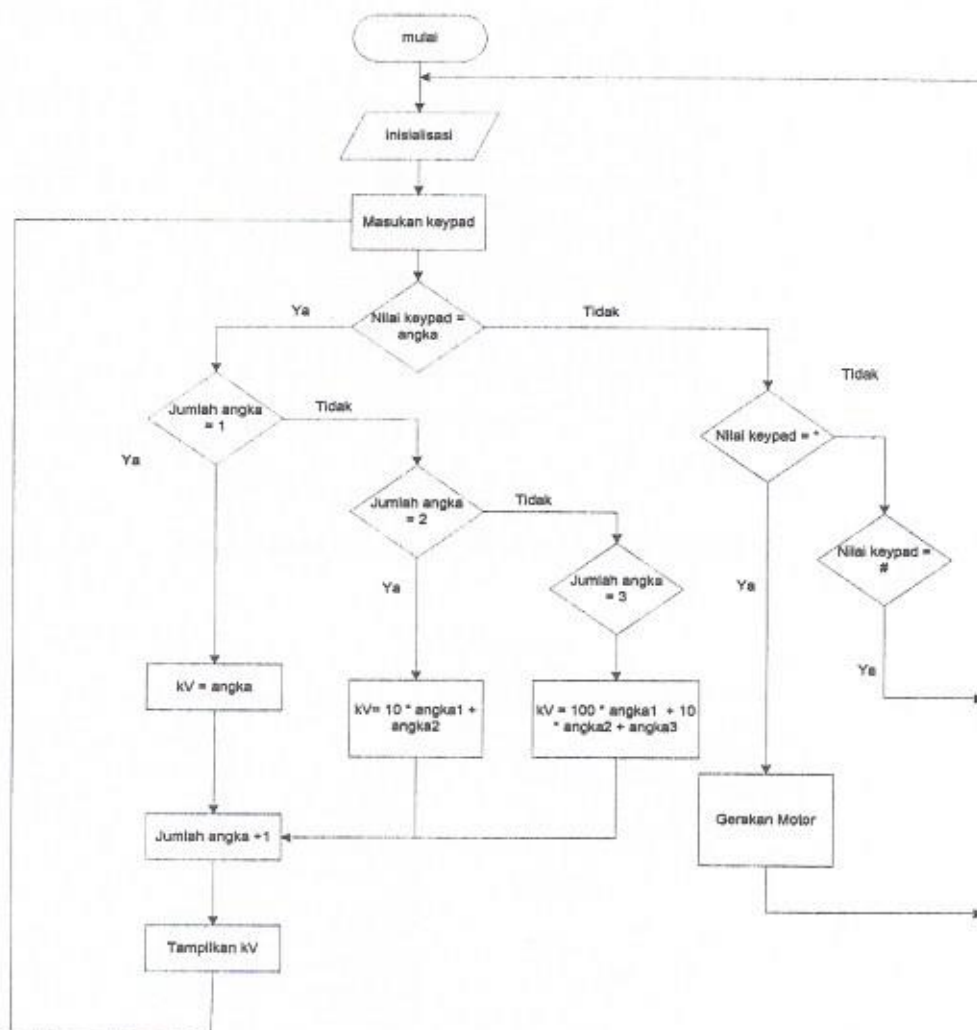 mulai
inisialisasi
Masukan keypad
Ya
Nilai keypad =
angka
Tidak
Jumlah angka
= 1
Tidak
Tidak
Nilai keypad = *
Ya
Jumlah angka
= 2
Tidak
Nilai keypad =
#
Ya
Jumlah angka
= 3
Ya
Ya
kV = angka
kV= 10 * angka1 +
angka2
kV = 100 * angka1 + 10
* angka2 + angka3
Jumlah angka +1
Gerakan Motor
Tampilkan kV